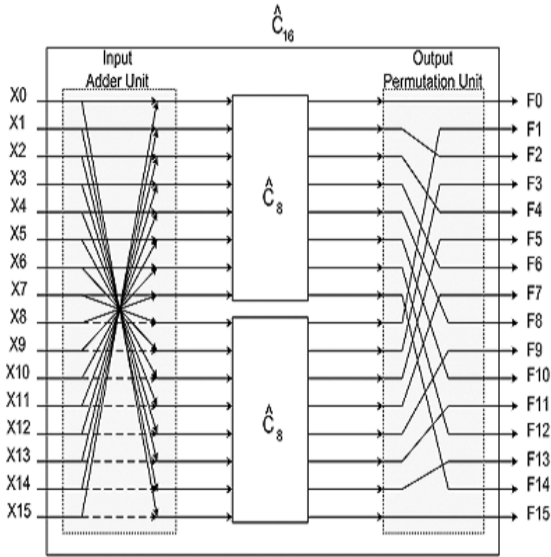 Ĉ16
Input
Adder Unit
Output
Permutation Unit
X0
X1
X2
X3
X4
X5
X6
X7
X8
X9
X10
X11
X12
X13
X14
X15
Ĉ8
Ĉ8
F0
F1
F2
F3
F4
F5
F6
F7
F8
F9
F10
F11
F12
F13
F14
F15